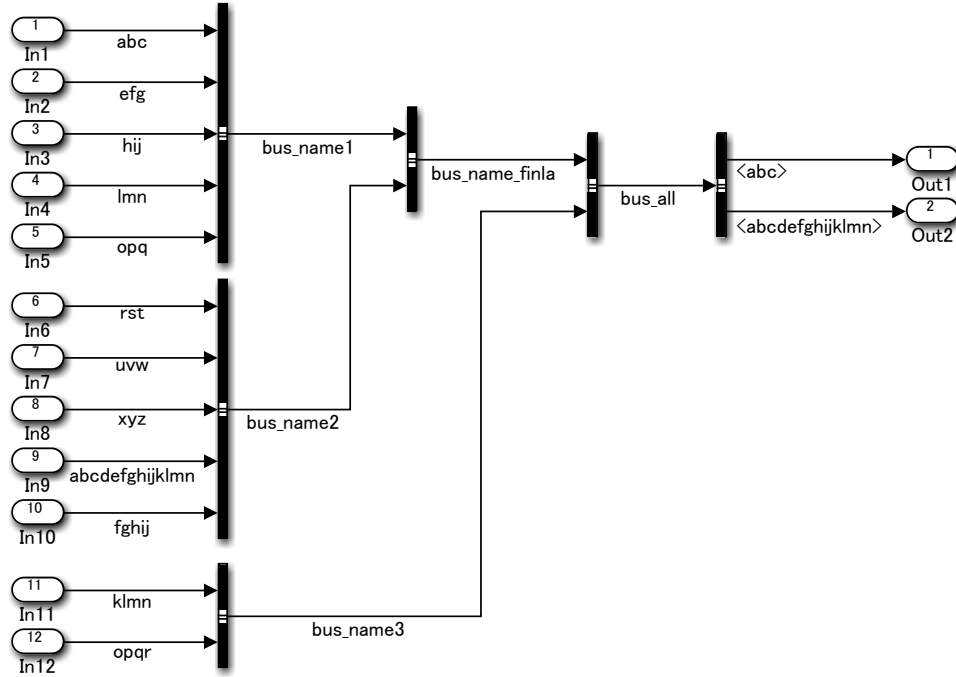 1
abc
In1
2
efg
In2
3
hij
In3
4
lmn
In4
5
opq
In5
6
rst
In6
7
uvw
In7
8
xyz
In8
9
abcdefghijklmn
In9
10
fghij
In10
11
klmn
In11
12
opqr
In12
bus_name1
bus_name2
bus_name3
bus_name_finla
bus_all
<abc>
<abcdefghijklmn>
1
Out1
2
Out2